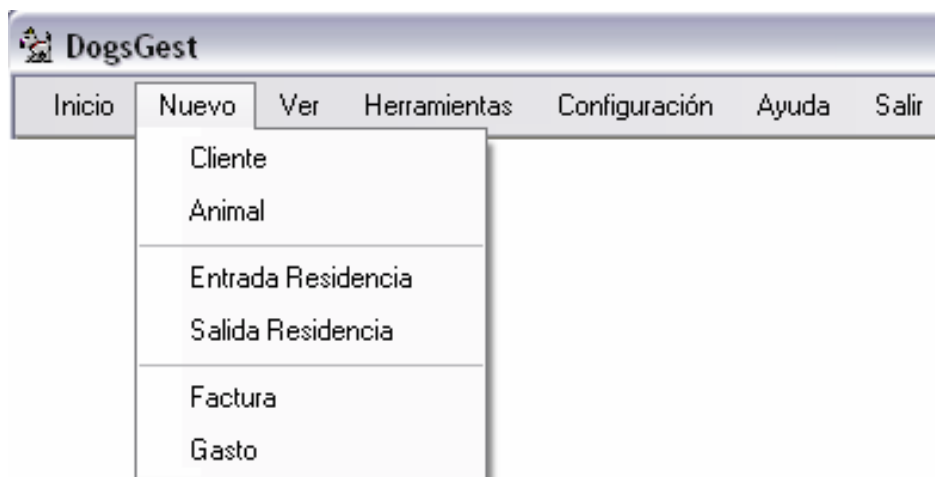 DogsGest
Inicio Nuevo Ver Herramientas Configuración Ayuda Salir
Cliente
Animal
Entrada Residencia
Salida Residencia
Factura
Gasto